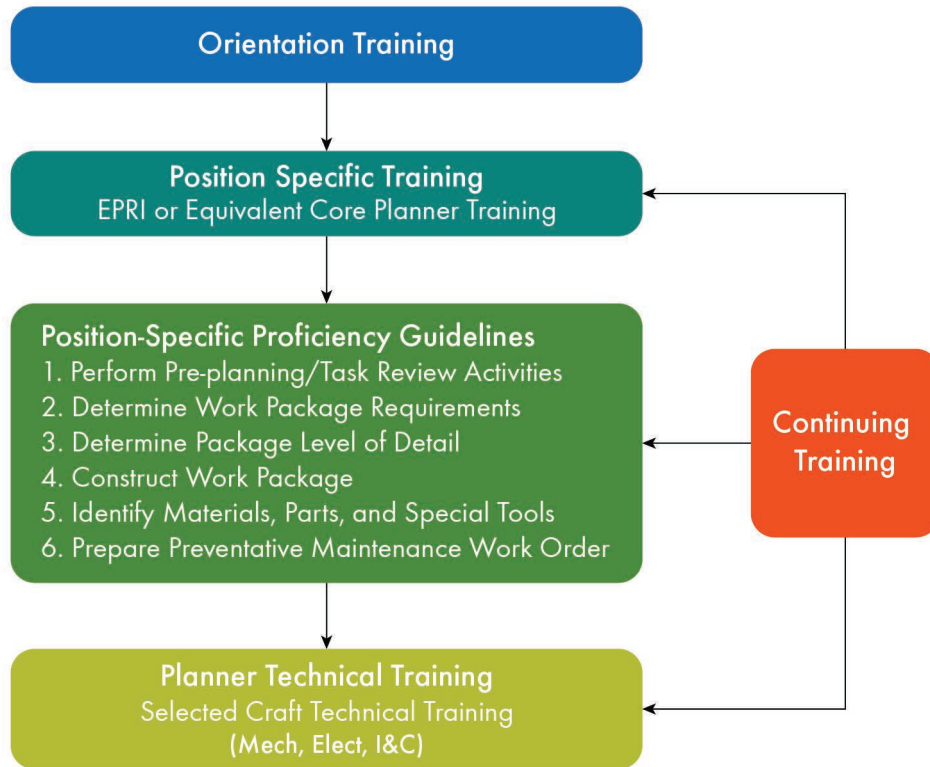 Orientation Training
Position Specific Training
EPRI or Equivalent Core Planner Training
Position-Specific Proficiency Guidelines
1. Perform Pre-planning/Task Review Activities
2. Determine Work Package Requirements
3. Determine Package Level of Detail
4. Construct Work Package
5. Identify Materials, Parts, and Special Tools
6. Prepare Preventative Maintenance Work Order
Continuing
Training
Planner Technical Training
Selected Craft Technical Training
(Mech, Elect, I&C)